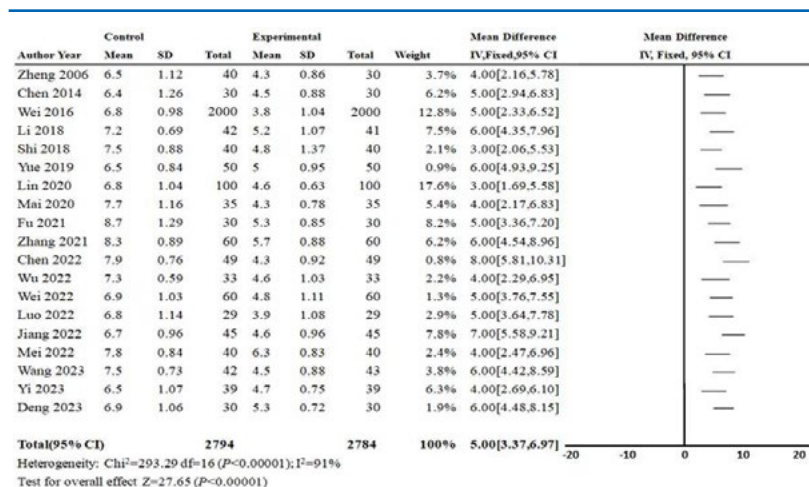 Control Experimental Mean Difference Mean Difference
Author Year Mean SD Total Mean SD Total Weight IV,Fixed,95% CI IV, Fixed, 95% CI
Zheng 2006 6.5 1.12 40 4.3 0.86 30 3.7% 4.00[2.16,5.78]
Chen 2014 6.4 1.26 30 4.5 0.88 30 6.2% 5.00[2.94,6.83]
Wei 2016 6.8 0.98 2000 3.8 1.04 2000 12.8% 5.00[2.33,6.52]
Li 2018 7.2 0.69 42 5.2 1.07 41 7.5% 6.00[4.35,7.96]
Shi 2018 7.5 0.88 40 4.8 1.37 40 2.1% 3.00[2.06,5.53]
Yue 2019 6.5 0.84 50 5 0.95 50 0.9% 6.00[4.93,9.25]
Lin 2020 6.8 1.04 100 4.6 0.63 100 17.6% 3.00[1.69,5.58]
Mai 2020 7.7 1.16 35 4.3 0.78 35 5.4% 4.00[2.17,6.83]
Fu 2021 8.7 1.29 30 5.3 0.85 30 8.2% 5.00[3.36,7.20]
Zhang 2021 8.3 0.89 60 5.7 0.88 60 6.2% 6.00[4.54,8.96]
Chen 2022 7.9 0.76 49 4.3 0.92 49 0.8% 8.00[5.81,10.31]
Wu 2022 7.3 0.59 33 4.6 1.03 33 2.2% 4.00[2.29,6.95]
Wei 2022 6.9 1.03 60 4.8 1.11 60 1.3% 5.00[3.76,7.55]
Luo 2022 6.8 1.14 29 3.9 1.08 29 2.9% 5.00[3.64,7.78]
Jiang 2022 6.7 0.96 45 4.6 0.96 45 7.8% 7.00[5.58,9.21]
Mei 2022 7.8 0.84 40 6.3 0.83 40 2.4% 4.00[2.47,6.96]
Wang 2023 7.5 0.73 42 4.5 0.88 43 3.8% 6.00[4.42,8.59]
Yi 2023 6.5 1.07 39 4.7 0.75 39 6.3% 4.00[2.69,6.10]
Deng 2023 6.9 1.06 30 5.3 0.72 30 1.9% 6.00[4.48,8.15]
Total(95% CI) 2794 2784 100% 5.00[3.37,6.97]
-20 -10 0 10 20
Heterogeneity: Chi²=293.29 df=16 (P<0.00001); I²=91%
Test for overall effect Z=27.65 (P<0.00001)